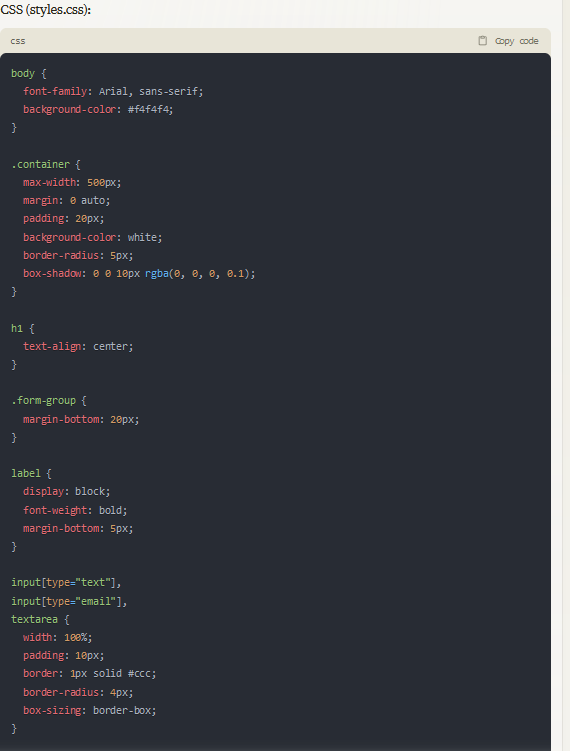 CSS (styles.css):
css
Copy code
body {
  font-family: Arial, sans-serif;
  background-color: #f4f4f4;
}

.container {
  max-width: 500px;
  margin: 0 auto;
  padding: 20px;
  background-color: white;
  border-radius: 5px;
  box-shadow: 0 0 10px rgba(0, 0, 0, 0.1);
}

h1 {
  text-align: center;
}

.form-group {
  margin-bottom: 20px;
}

label {
  display: block;
  font-weight: bold;
  margin-bottom: 5px;
}

input[type="text"],
input[type="email"],
textarea {
  width: 100%;
  padding: 10px;
  border: 1px solid #ccc;
  border-radius: 4px;
  box-sizing: border-box;
}